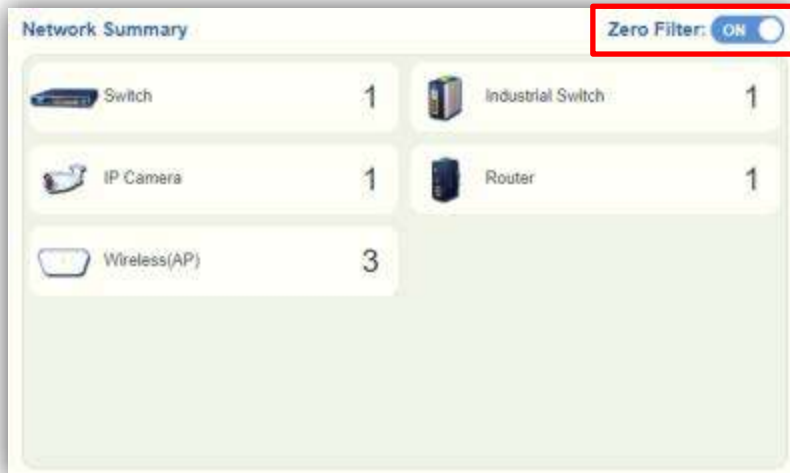 Network Summary
Zero Filter: ON
Switch 1
Industrial Switch 1
IP Camera 1
Router 1
Wireless(AP) 3